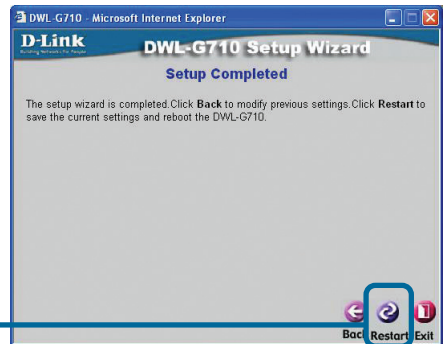 DWL-G710 - Microsoft Internet Explorer
D-Link
Building Networks for People
DWL-G710 Setup Wizard
Setup Completed
The setup wizard is completed.Click Back to modify previous settings.Click Restart to
save the current settings and reboot the DWL-G710.
Back Restart Exit